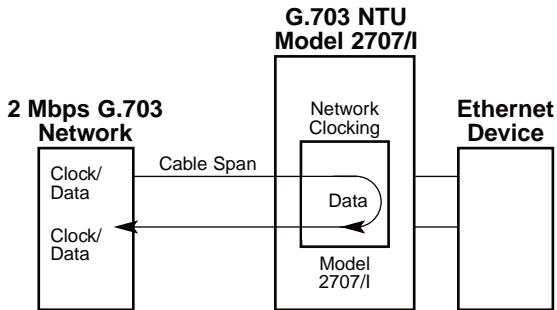 G.703 NTU
Model 2707/I
2 Mbps G.703
Network
Network
Clocking
Ethernet
Device
Clock/
Data
Cable Span
Data
Clock/
Data
Model
2707/I